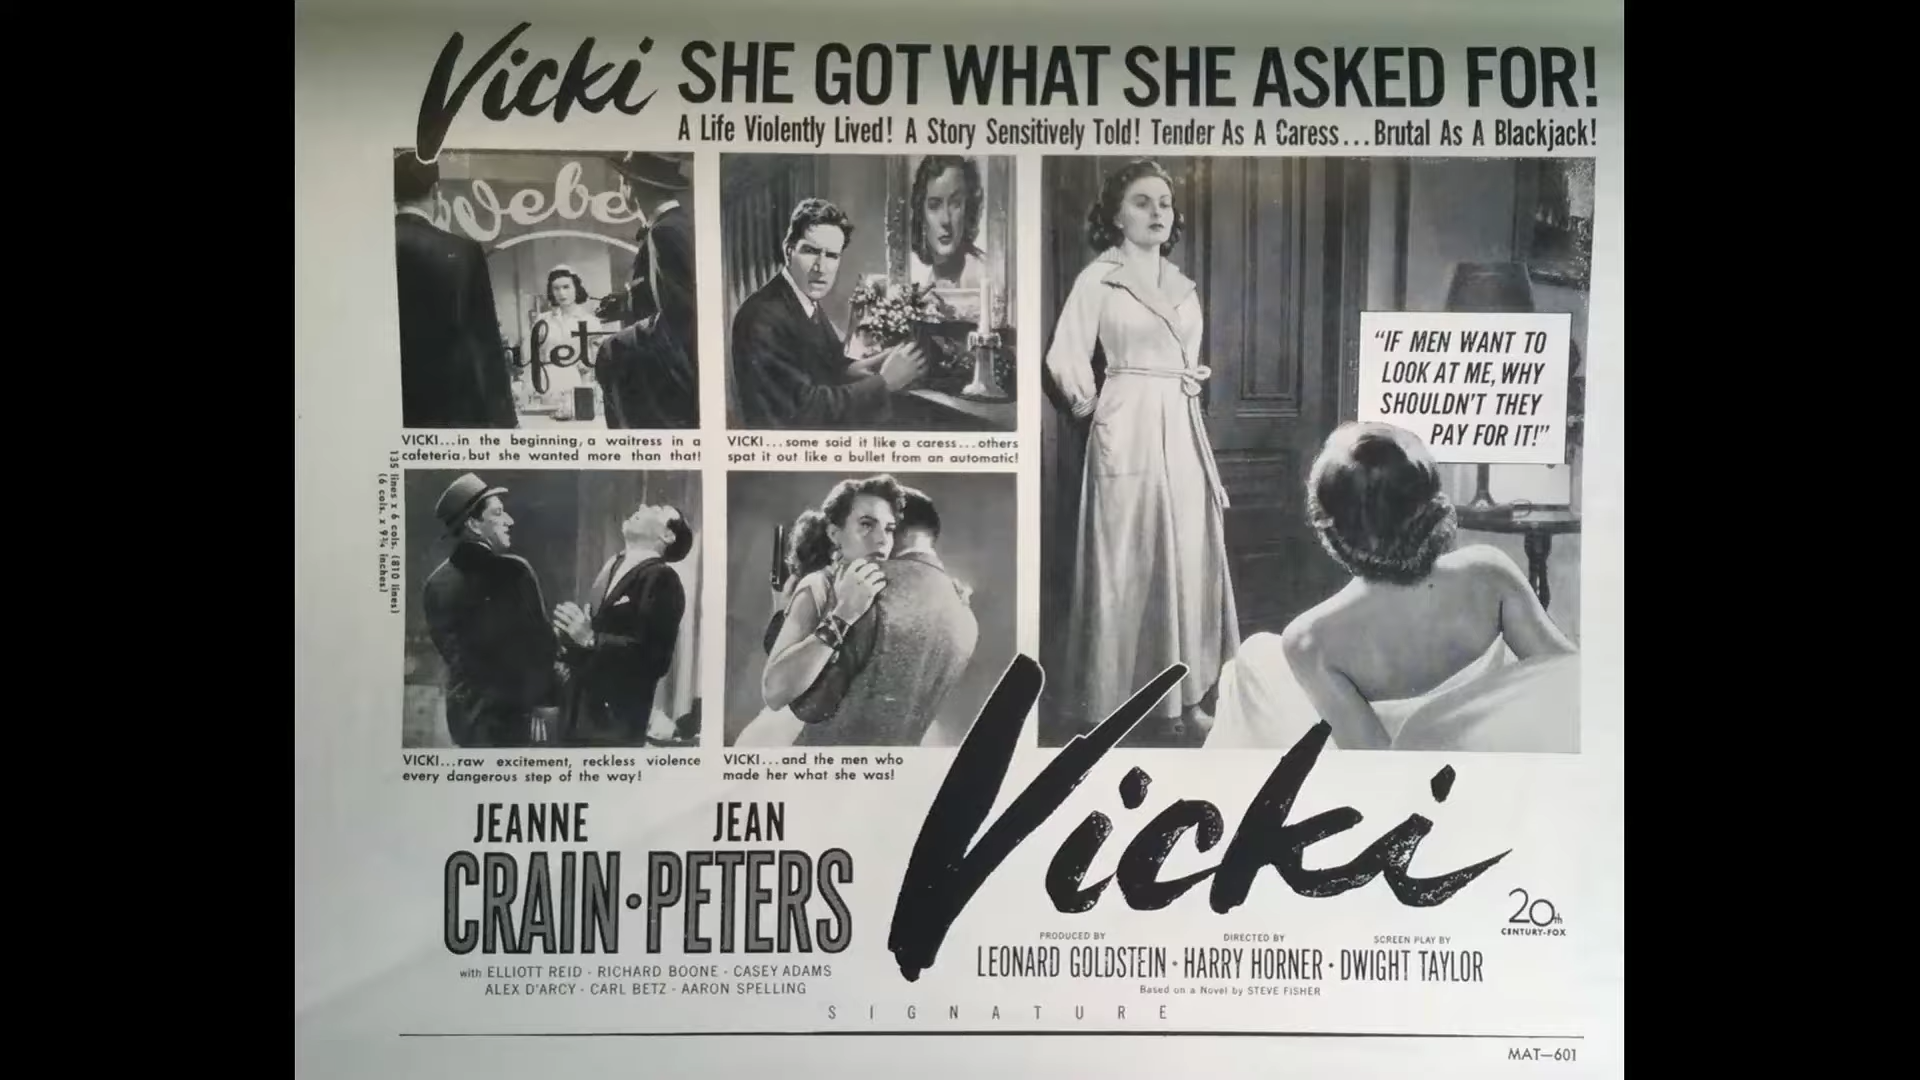 Vicki SHE GOT WHAT SHE ASKED FOR!
A Life Violently Lived! A Story Sensitively Told! Tender As A Caress...Brutal As A Blackjack!
Webe
afet
VICKI...in the beginning, a waitress in a
cafeteria, but she wanted more than that!
VICKI...some said it like a caress...others
spat it out like a bullet from an automatic!
"IF MEN WANT TO
LOOK AT ME, WHY
SHOULDN'T THEY
PAY FOR IT!"
135 lines x 6 cols. (810 lines)
(6 cols. x 9¾ inches)
VICKI...raw excitement, reckless violence
every dangerous step of the way!
VICKI...and the men who
made her what she was!
JEANNE CRAIN · JEAN PETERS
with ELLIOTT REID · RICHARD BOONE · CASEY ADAMS
ALEX D'ARCY · CARL BETZ · AARON SPELLING
Vicki
20th
CENTURY-FOX
PRODUCED BY LEONARD GOLDSTEIN · DIRECTED BY HARRY HORNER · SCREEN PLAY BY DWIGHT TAYLOR
Based on a Novel by STEVE FISHER
SIGNATURE
MAT—601